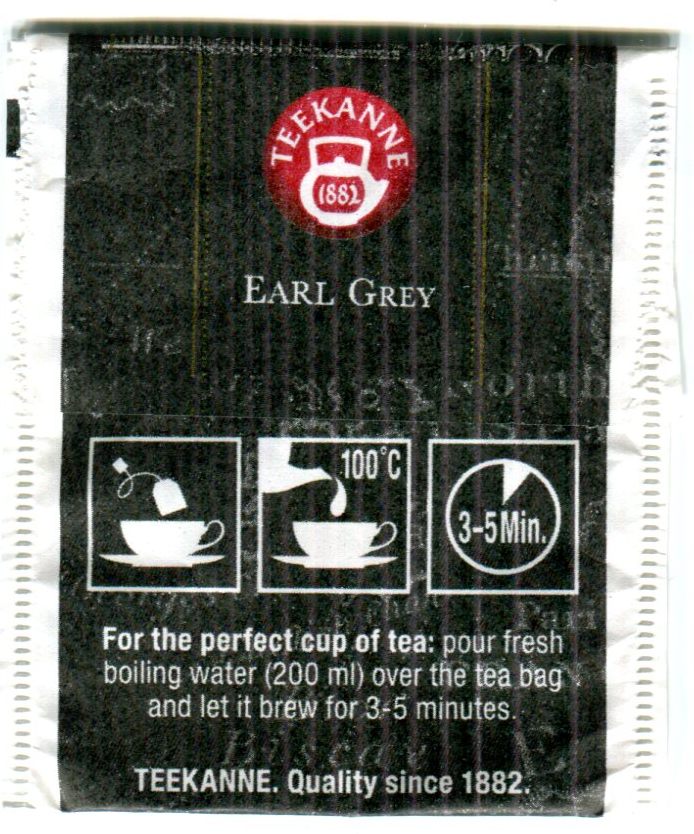 TEEKANNE
1882
EARL GREY
100°C
3-5 Min.
For the perfect cup of tea: pour fresh
boiling water (200 ml) over the tea bag
and let it brew for 3-5 minutes.
TEEKANNE. Quality since 1882.